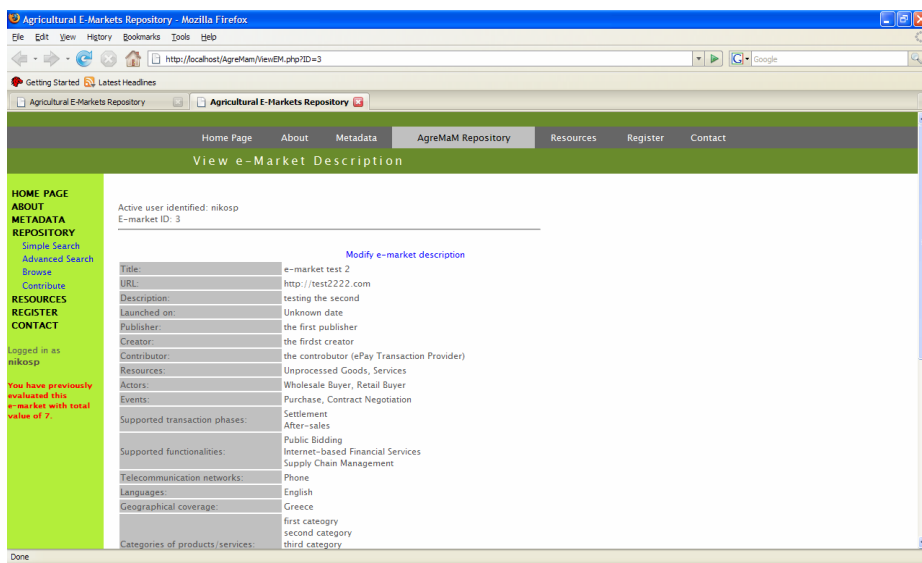 Agricultural E-Markets Repository - Mozilla Firefox
File Edit View History Bookmarks Tools Help
http://localhost/AgreMam/ViewEM.php?ID=3
G Google
Getting Started Latest Headlines
Agricultural E-Markets Repository Agricultural E-Markets Repository
Home Page About Metadata AgreMaM Repository Resources Register Contact
View e-Market Description
HOME PAGE
ABOUT
METADATA
REPOSITORY
Simple Search
Advanced Search
Browse
Contribute
RESOURCES
REGISTER
CONTACT
Logged in as
nikosp
You have previously
evaluated this
e-market with total
value of 7.
Active user identified: nikosp
E-market ID: 3
Modify e-market description
Title: e-market test 2
URL: http://test2222.com
Description: testing the second
Launched on: Unknown date
Publisher: the first publisher
Creator: the firdst creator
Contributor: the controbutor (ePay Transaction Provider)
Resources: Unprocessed Goods, Services
Actors: Wholesale Buyer, Retail Buyer
Events: Purchase, Contract Negotiation
Supported transaction phases: Settlement
After-sales
Supported functionalities: Public Bidding
Internet-based Financial Services
Supply Chain Management
Telecommunication networks: Phone
Languages: English
Geographical coverage: Greece
first cateogry
second category
Categories of products/services: third category
Done